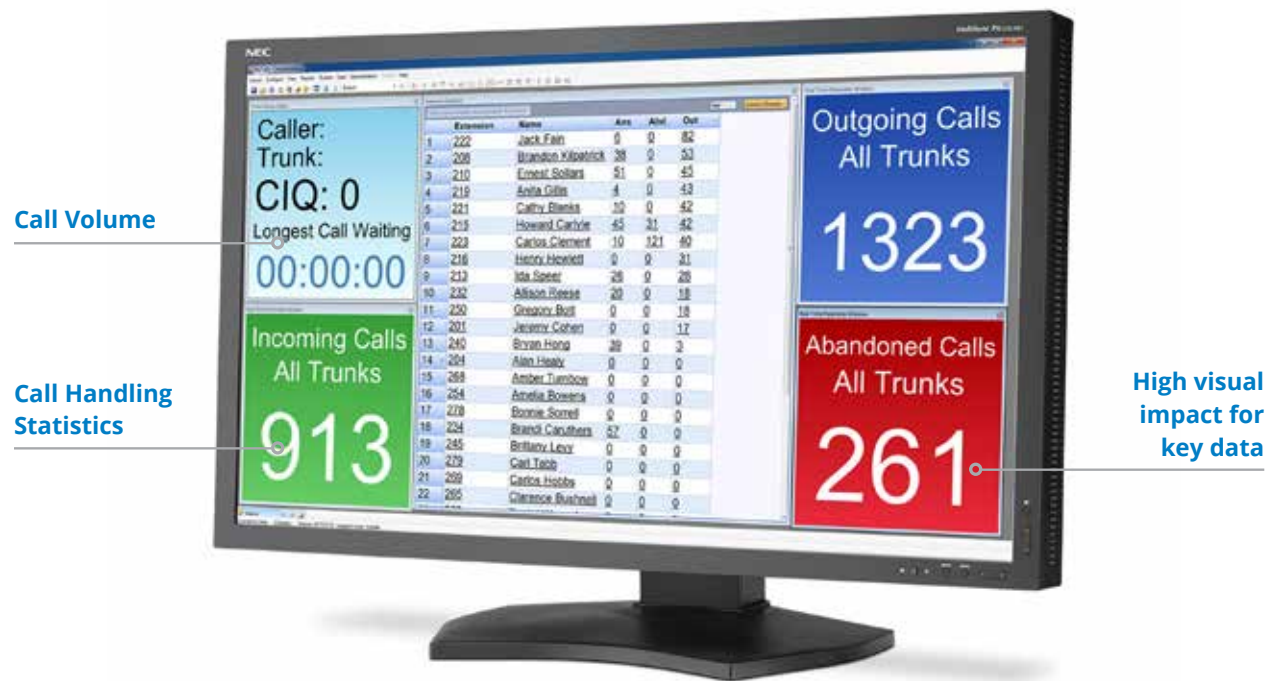 NEC
Caller:
Trunk:
CIQ: 0
Longest Call Waiting
00:00:00
Incoming Calls
All Trunks
913
Extension Name Ans Abd Out
1 222 Jack Fain 6 0 82
2 208 Brandon Kilpatrick 38 0 53
3 210 Ernest Sollars 51 0 45
4 219 Anita Gillis 4 0 43
5 221 Cathy Blanks 10 0 42
6 215 Howard Carlyle 45 31 42
7 223 Carlos Clement 10 121 40
8 216 Henry Hewlett 0 0 31
9 213 Ida Speer 26 0 28
10 232 Allison Reese 20 0 18
11 250 Gregory Bott 0 0 18
12 201 Jeremy Cohen 0 0 17
13 240 Bryan Hong 39 0 3
14 204 Alan Healy 0 0 0
15 268 Amber Turnbow 0 0 0
16 254 Amelia Bowens 0 0 0
17 278 Bonnie Sorrell 0 0 0
18 234 Brandi Caruthers 57 0 0
19 245 Brittany Levy 0 0 0
20 279 Carl Tabb 0 0 0
21 269 Carlos Hobbs 0 0 0
22 265 Clarence Bushnell 0 0 0
Outgoing Calls
All Trunks
1323
Abandoned Calls
All Trunks
261
Call Volume
Call Handling
Statistics
High visual
impact for
key data